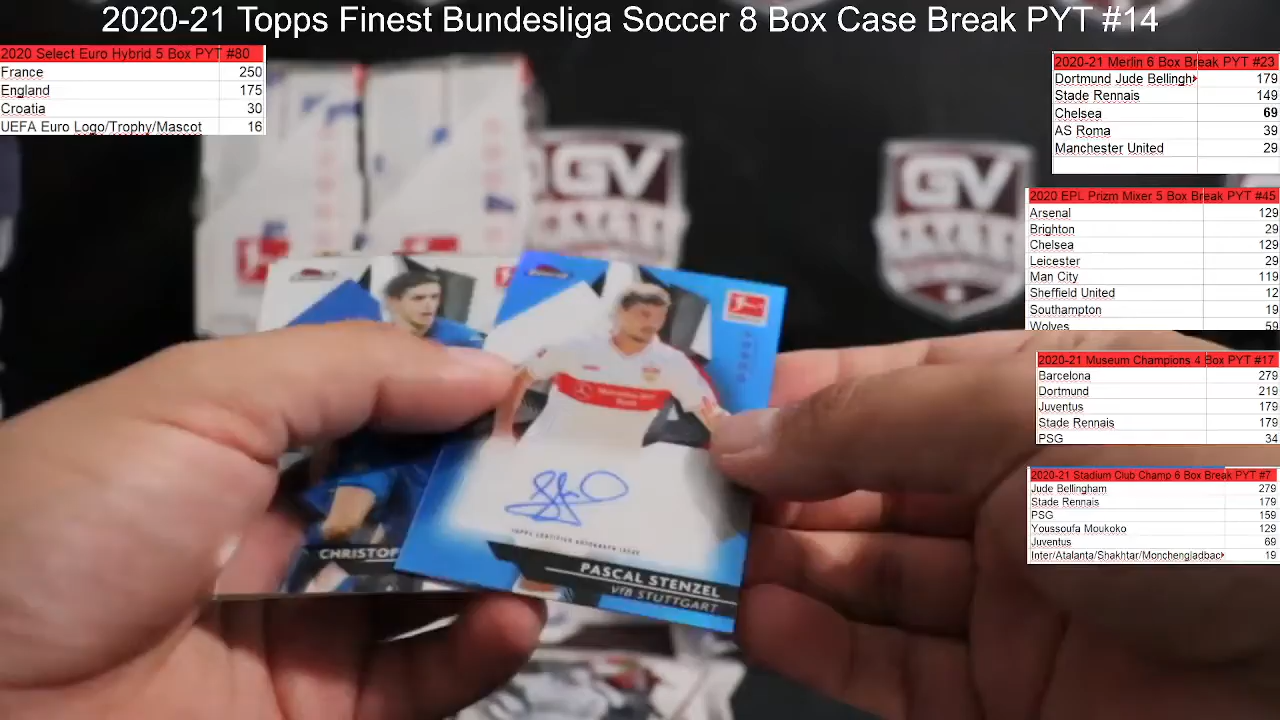 2020-21 Topps Finest Bundesliga Soccer 8 Box Case Break PYT #14
2020 Select Euro Hybrid 5 Box PYT #80
France 250
England 175
Croatia 30
UEFA Euro Logo/Trophy/Mascot 16
2020-21 Merlin 6 Box Break PYT #23
Dortmund Jude Bellingh
179
Stade Rennais 149
Chelsea 69
AS Roma 39
Manchester United 29
2020 EPL Prizm Mixer 5 Box Break PYT #45
Arsenal 129
Brighton 29
Chelsea 129
Leicester 29
Man City 119
Sheffield United 12
Southampton 19
Wolves 59
2020-21 Museum Champions 4 Box PYT #17
Barcelona 279
Dortmund 219
Juventus 179
Stade Rennais 179
PSG 34
2020-21 Stadium Club Champ 6 Box Break PYT #7
Jude Bellingham 279
Stade Rennais 179
PSG 159
Youssoufa Moukoko 129
Juventus 69
Inter/Atalanta/Shakhtar/Monchengladbac 19
GV
GV
TOPPS CERTIFIED AUTOGRAPH ISSUE
CHRISTOF
PASCAL STENZEL
VfB STUTTGART